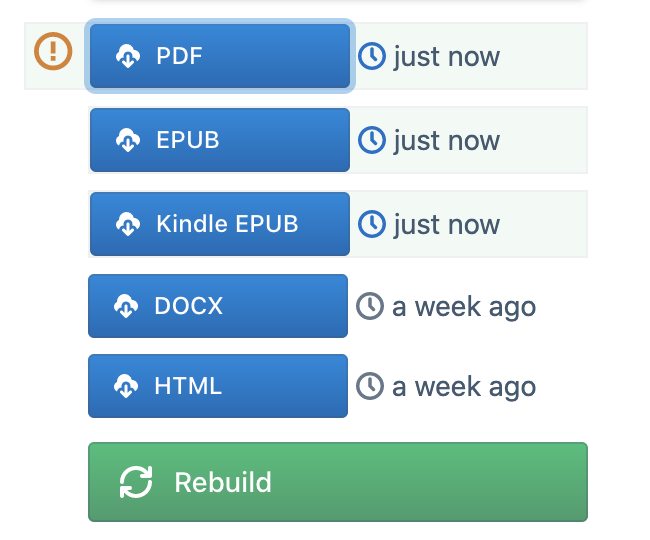 PDF just now
EPUB just now
Kindle EPUB just now
DOCX a week ago
HTML a week ago
Rebuild